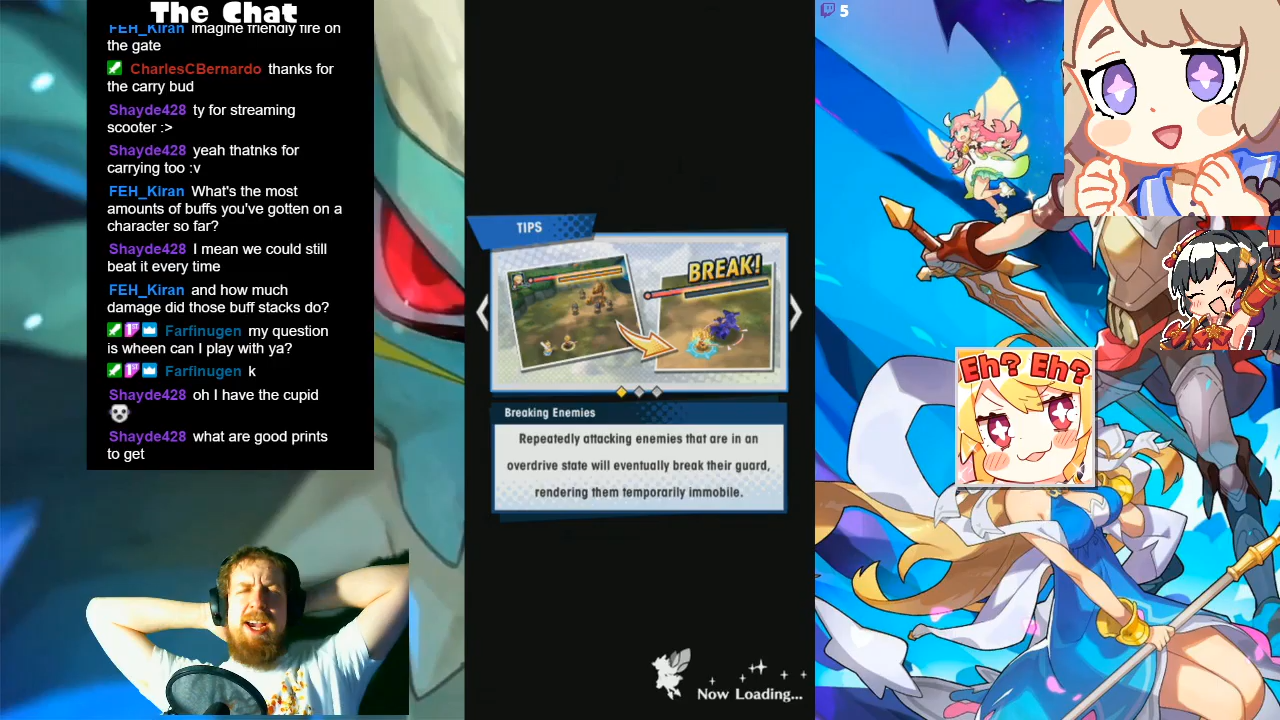 The Chat
FEH_Kiran imagine friendly fire on
the gate
CharlesCBernardo thanks for
the carry bud
Shayde428 ty for streaming
scooter :>
Shayde428 yeah thatnks for
carrying too :v
FEH_Kiran What's the most
amounts of buffs you've gotten on a
character so far?
Shayde428 I mean we could still
beat it every time
FEH_Kiran and how much
damage did those buff stacks do?
Farfinugen my question
is wheen can I play with ya?
Farfinugen k
Shayde428 oh I have the cupid
Shayde428 what are good prints
to get
TIPS
BREAK!
Breaking Enemies
Repeatedly attacking enemies that are in an
overdrive state will eventually break their guard,
rendering them temporarily immobile.
Now Loading...
5
Eh? Eh?